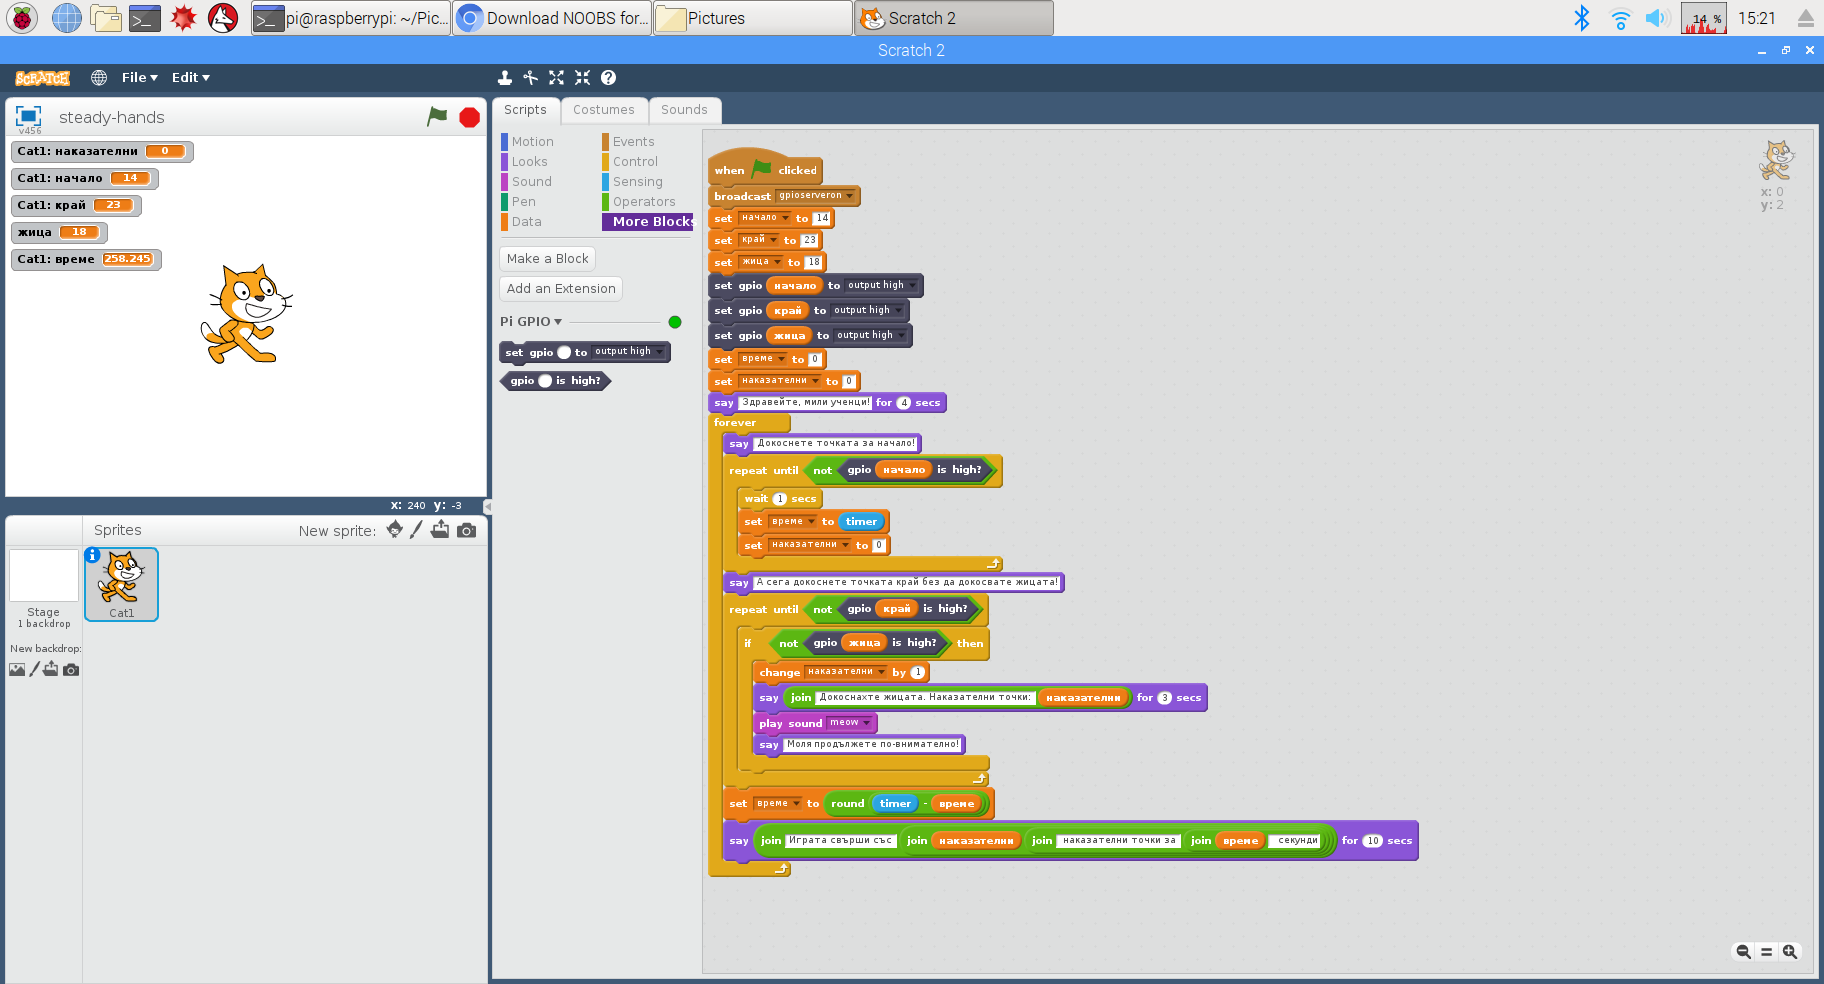 pi@raspberrypi: ~/Pic...
Download NOOBS for...
Pictures
Scratch 2
14 %
15:21
Scratch 2
SCRATCH
File
Edit
v456
steady-hands
Cat1: наказателни 0
Cat1: начало 14
Cat1: край 23
жица 18
Cat1: време 258.245
x: 240 y: -3
Sprites
New sprite:
Stage
1 backdrop
New backdrop:
Cat1
Scripts
Costumes
Sounds
Motion
Looks
Sound
Pen
Data
Events
Control
Sensing
Operators
More Blocks
Make a Block
Add an Extension
Pi GPIO
set gpio to output high
gpio is high?
when clicked
broadcast gpioserveron
set начало to 14
set край to 23
set жица to 18
set gpio начало to output high
set gpio край to output high
set gpio жица to output high
set време to 0
set наказателни to 0
say Здравейте, мили ученци! for 4 secs
forever
say Докоснете точката за начало!
repeat until not gpio начало is high?
wait 1 secs
set време to timer
set наказателни to 0
say А сега докоснете точката край без да докосвате жицата!
repeat until not gpio край is high?
if not gpio жица is high? then
change наказателни by 1
say join Докоснахте жицата. Наказателни точки: наказателни for 3 secs
play sound meow
say Моля продължете по-внимателно!
set време to round timer - време
say join Играта свърши със join наказателни join наказателни точки за join време секунди for 10 secs
x: 0
y: 2